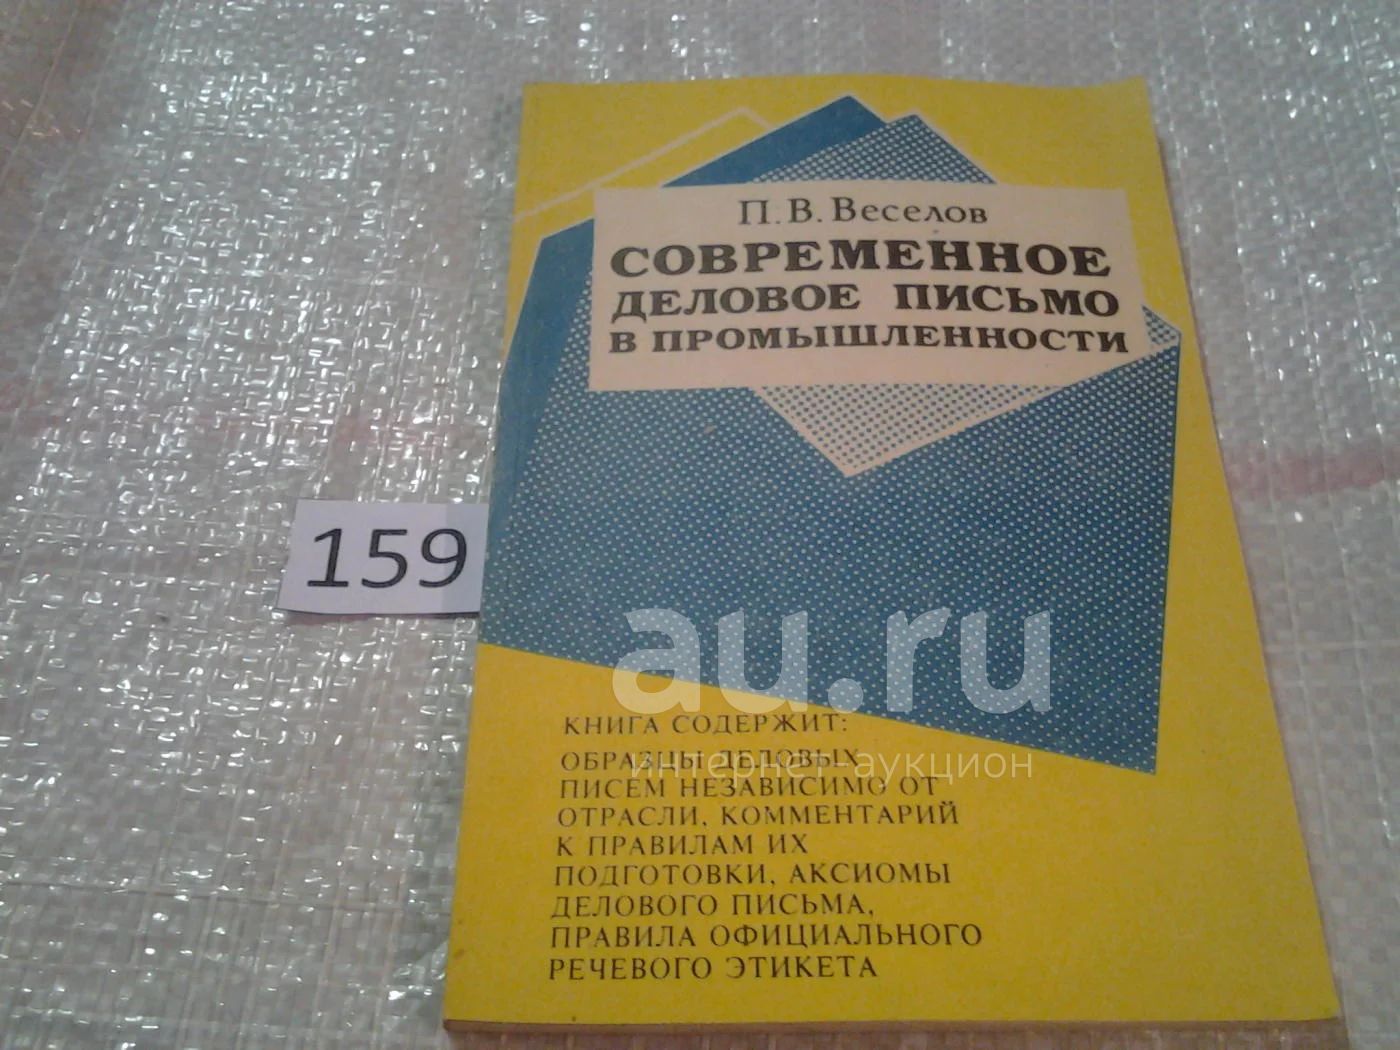 П. В. Веселов
СОВРЕМЕННОЕ
ДЕЛОВОЕ ПИСЬМО
В ПРОМЫШЛЕННОСТИ
159
au.ru
интернет-аукцион
КНИГА СОДЕРЖИТ:
ОБРАЗЦЫ ДЕЛОВЫХ
ПИСЕМ НЕЗАВИСИМО ОТ
ОТРАСЛИ, КОММЕНТАРИЙ
К ПРАВИЛАМ ИХ
ПОДГОТОВКИ, АКСИОМЫ
ДЕЛОВОГО ПИСЬМА,
ПРАВИЛА ОФИЦИАЛЬНОГО
РЕЧЕВОГО ЭТИКЕТА